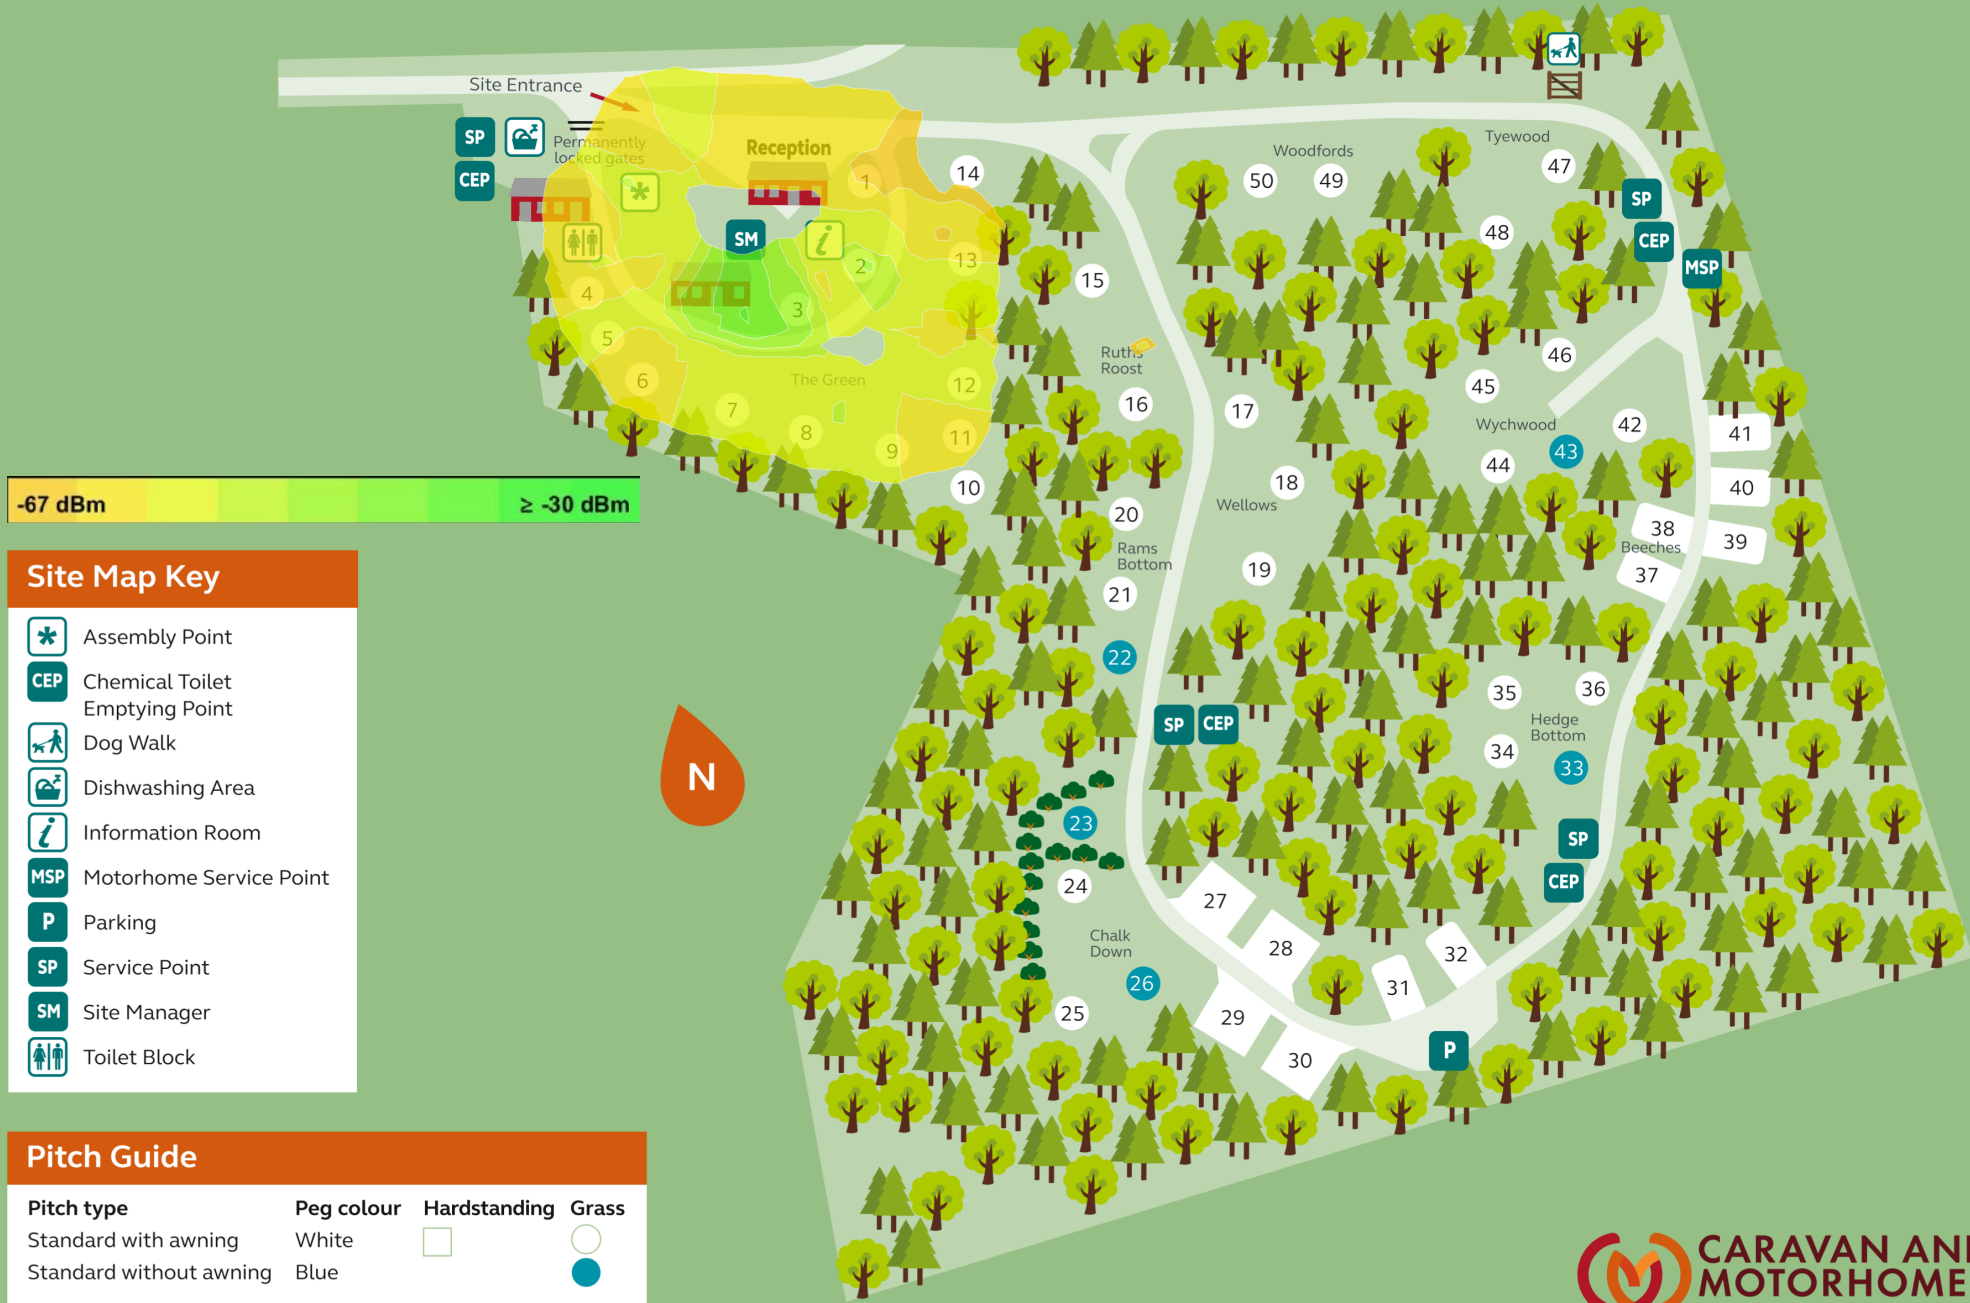 Site Entrance
SP
CEP
Permanently
locked gates
Reception
SM
1
2
3
4
5
6
7
8
9
10
11
12
13
14
15
The Green
Ruths
Roost
16
17
18
Wellows
19
20
Rams
Bottom
21
22
SP CEP
23
24
Chalk
Down
25
26
27
28
29
30
31
32
P
Woodfords
50 49
Tyewood
47
48
SP
CEP
MSP
46
45
Wychwood
42
43
44
41
40
38
39
Beeches
37
35
36
Hedge
Bottom
34
33
SP
CEP
N
-67 dBm
≥ -30 dBm
Site Map Key
Assembly Point
CEP Chemical Toilet
Emptying Point
Dog Walk
Dishwashing Area
i Information Room
MSP Motorhome Service Point
P Parking
SP Service Point
SM Site Manager
Toilet Block
Pitch Guide
Pitch type Peg colour Hardstanding Grass
Standard with awning White
Standard without awning Blue
CARAVAN AN
MOTORHOME